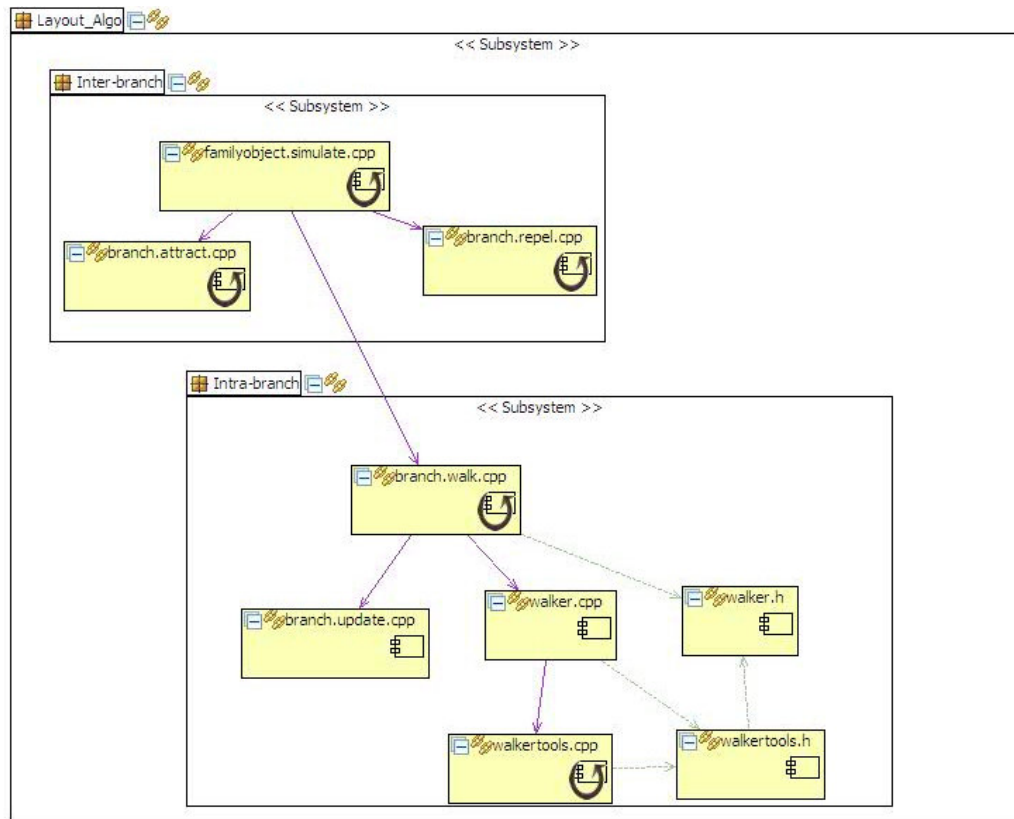 Layout_Algo
<< Subsystem >>
Inter-branch
<< Subsystem >>
familyobject.simulate.cpp
branch.attract.cpp
branch.repel.cpp
Intra-branch
<< Subsystem >>
branch.walk.cpp
branch.update.cpp
walker.cpp
walker.h
walkertools.cpp
walkertools.h